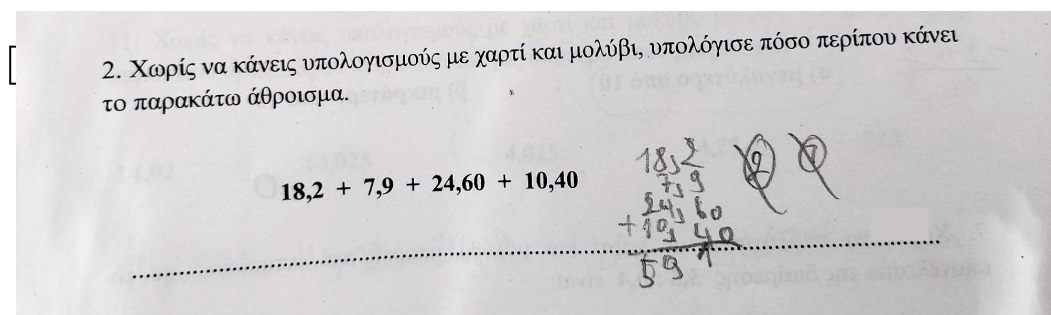 2. Χωρίς να κάνεις υπολογισμούς με χαρτί και μολύβι, υπολόγισε πόσο περίπου κάνει
το παρακάτω άθροισμα.
18,2 + 7,9 + 24,60 + 10,40
18,2
7,9
24,60
+10,40
59 1